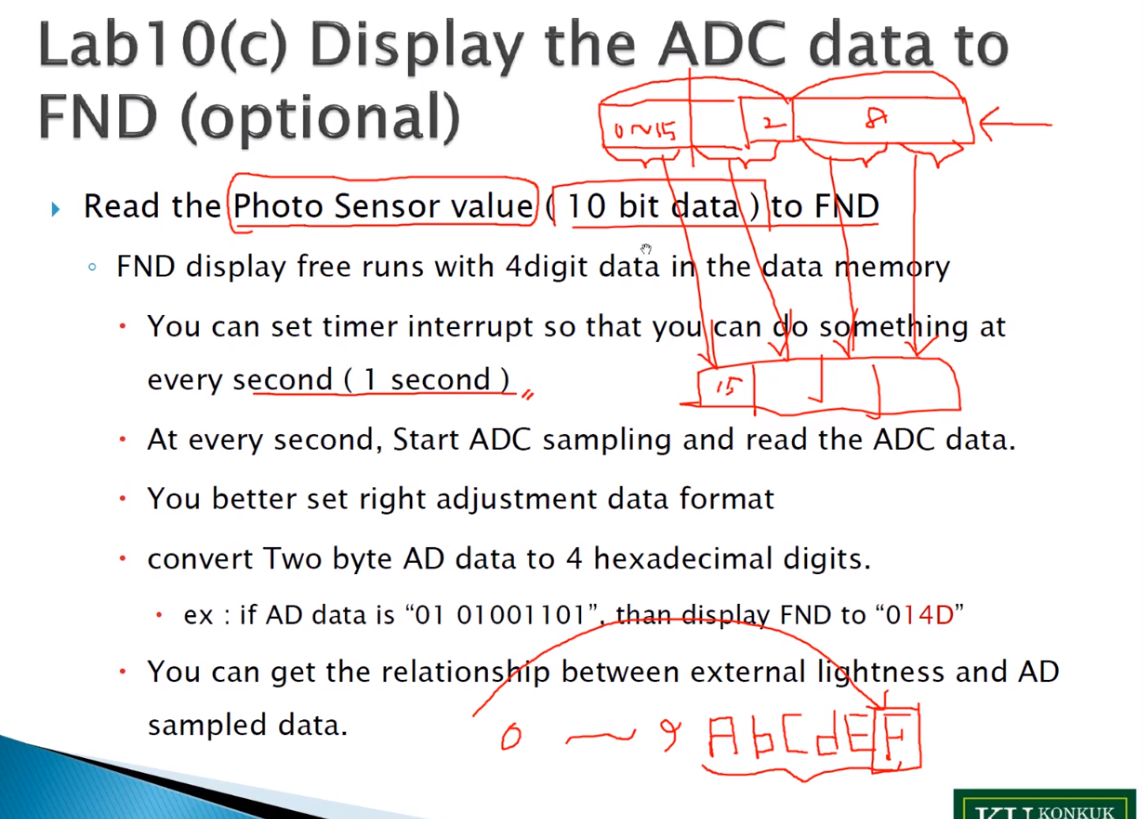 Lab10(c) Display the ADC data to
FND (optional)
0~15 2 8
Read the Photo Sensor value ( 10 bit data ) to FND
FND display free runs with 4digit data in the data memory
You can set timer interrupt so that you can do something at
every second ( 1 second )
15
At every second, Start ADC sampling and read the ADC data.
You better set right adjustment data format
convert Two byte AD data to 4 hexadecimal digits.
ex : if AD data is “01 01001101”, than display FND to “014D”
You can get the relationship between external lightness and AD
sampled data.
0 ~ 9 A b C d E F
KU KONKUK